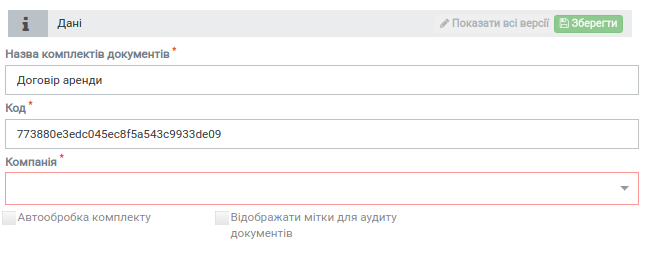 Дані
Показати всі версії
Зберегти
Назва комплектів документів *
Договір аренди
Код *
773880e3edc045ec8f5a543c9933de09
Компанія *
Автообробка комплекту
Відображати мітки для аудиту
документів